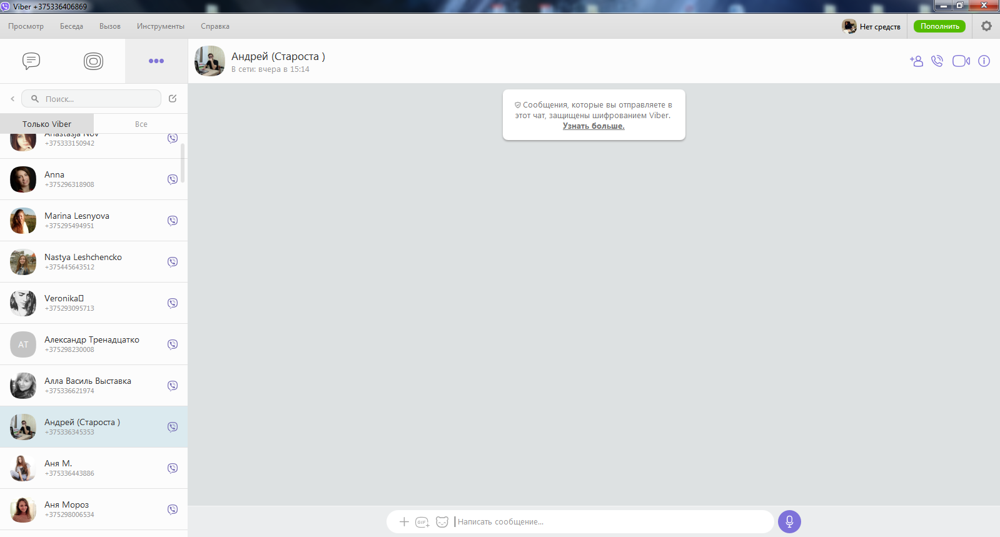 Viber +375336406869
Просмотр Беседа Вызов Инструменты Справка
Нет средств
Пополнить
Андрей (Староста )
В сети: вчера в 15:14
Поиск...
Только Viber Все
Anastasja Nov
+375333150942
Anna
+375296318908
Marina Lesnyova
+375295494951
Nastya Leshchencko
+375445643512
Veronika
+375293095713
АТ
Александр Тренадцатко
+375298230008
Алла Василь Выставка
+375336621974
Андрей (Староста )
+375336345353
Аня М.
+375336443886
Аня Мороз
+375298006534
Сообщения, которые вы отправляете в
этот чат, защищены шифрованием Viber.
Узнать больше.
GIF
Написать сообщение...